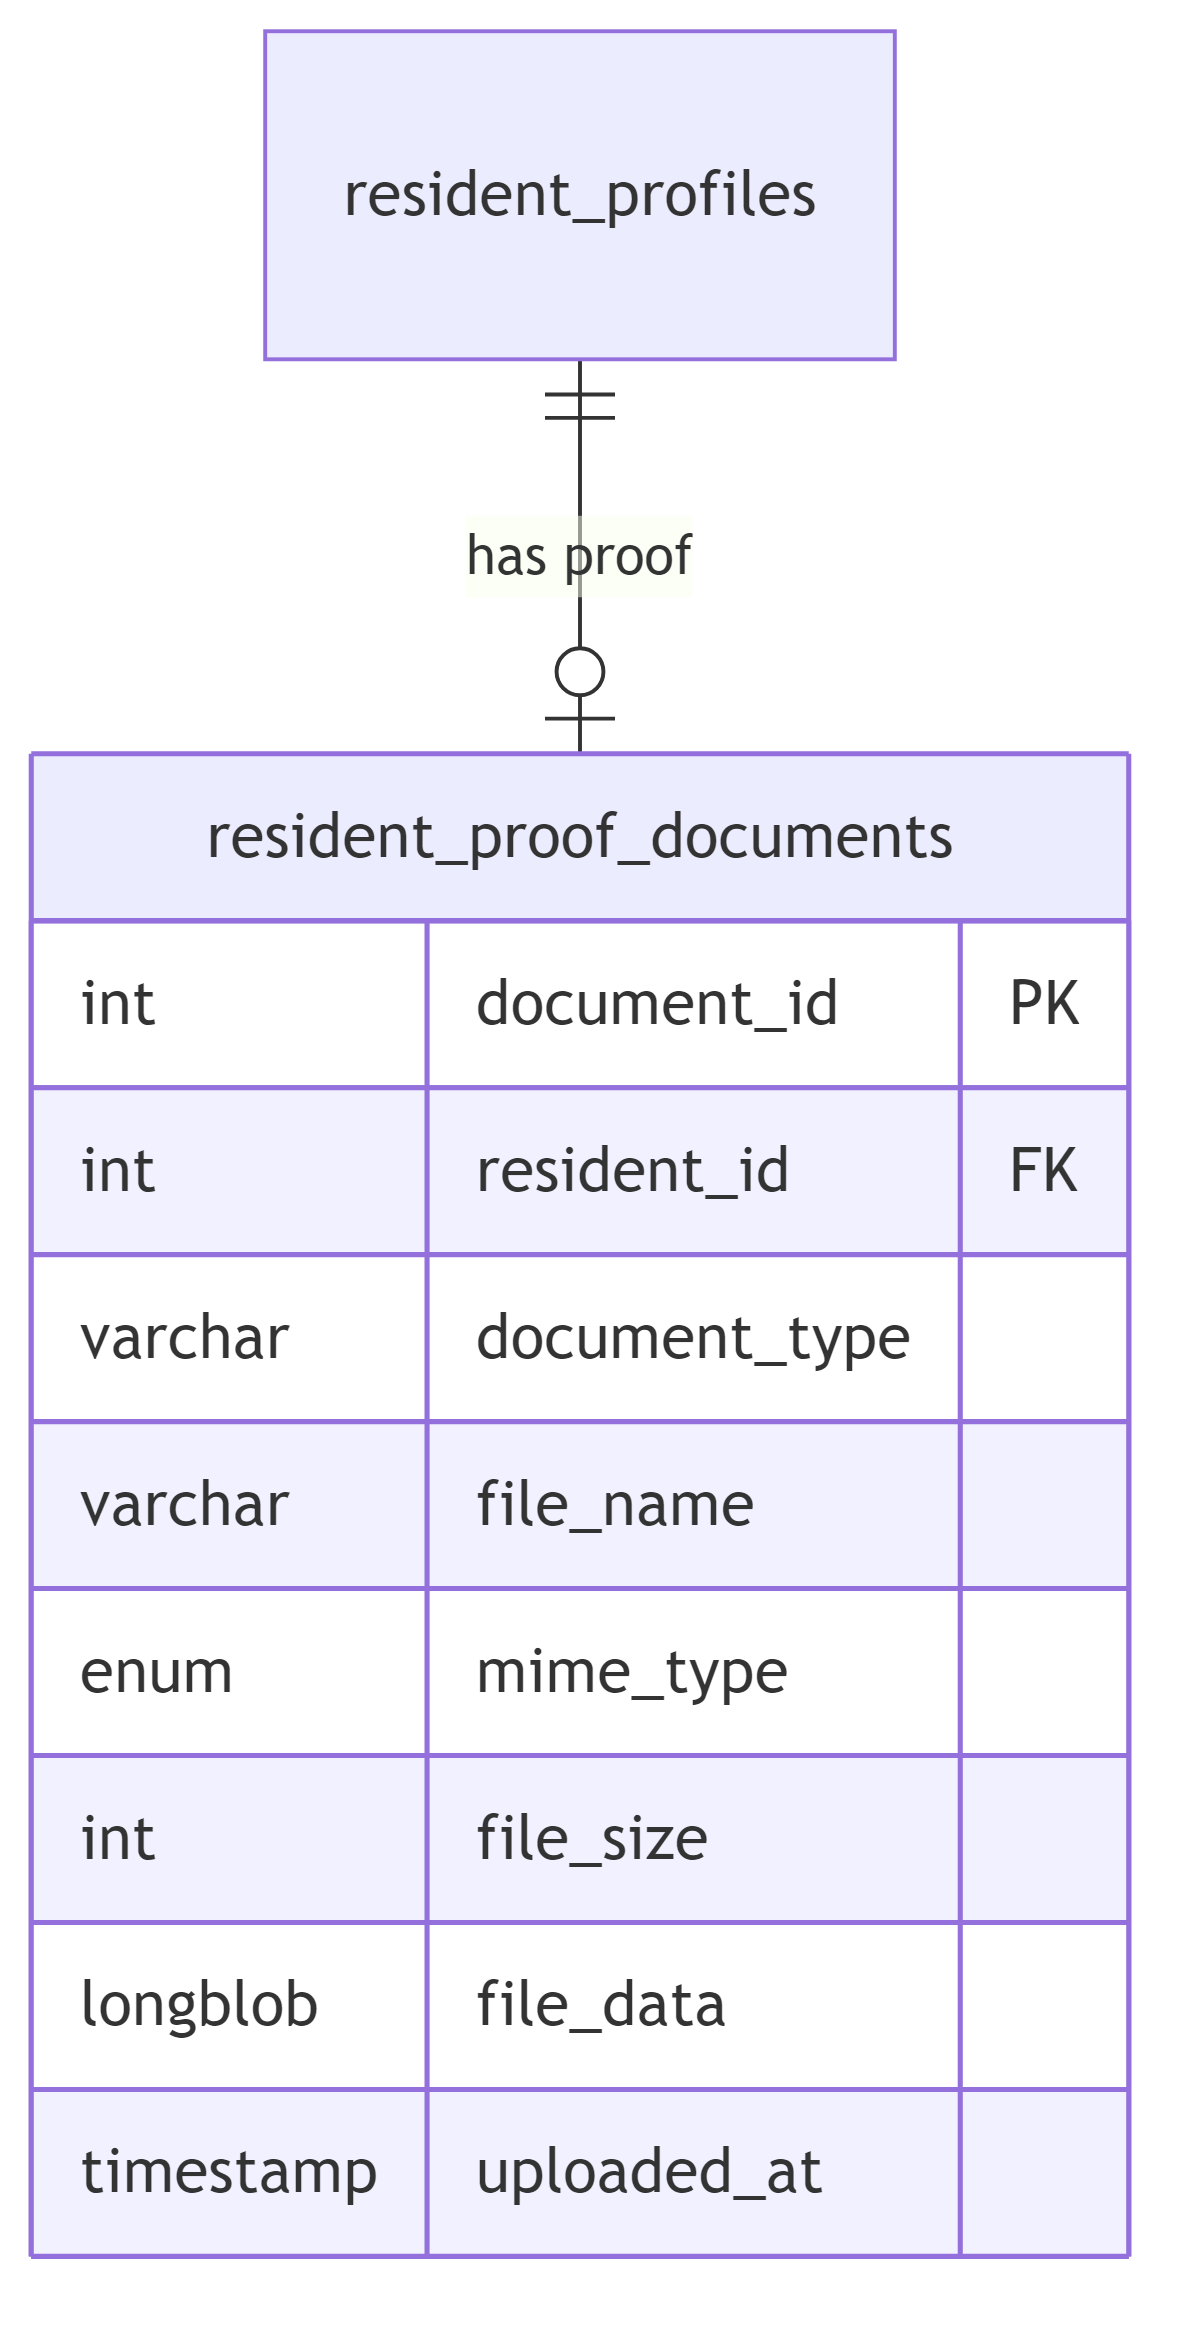 resident_profiles
has proof
resident_proof_documents
int document_id PK
int resident_id FK
varchar document_type
varchar file_name
enum mime_type
int file_size
longblob file_data
timestamp uploaded_at